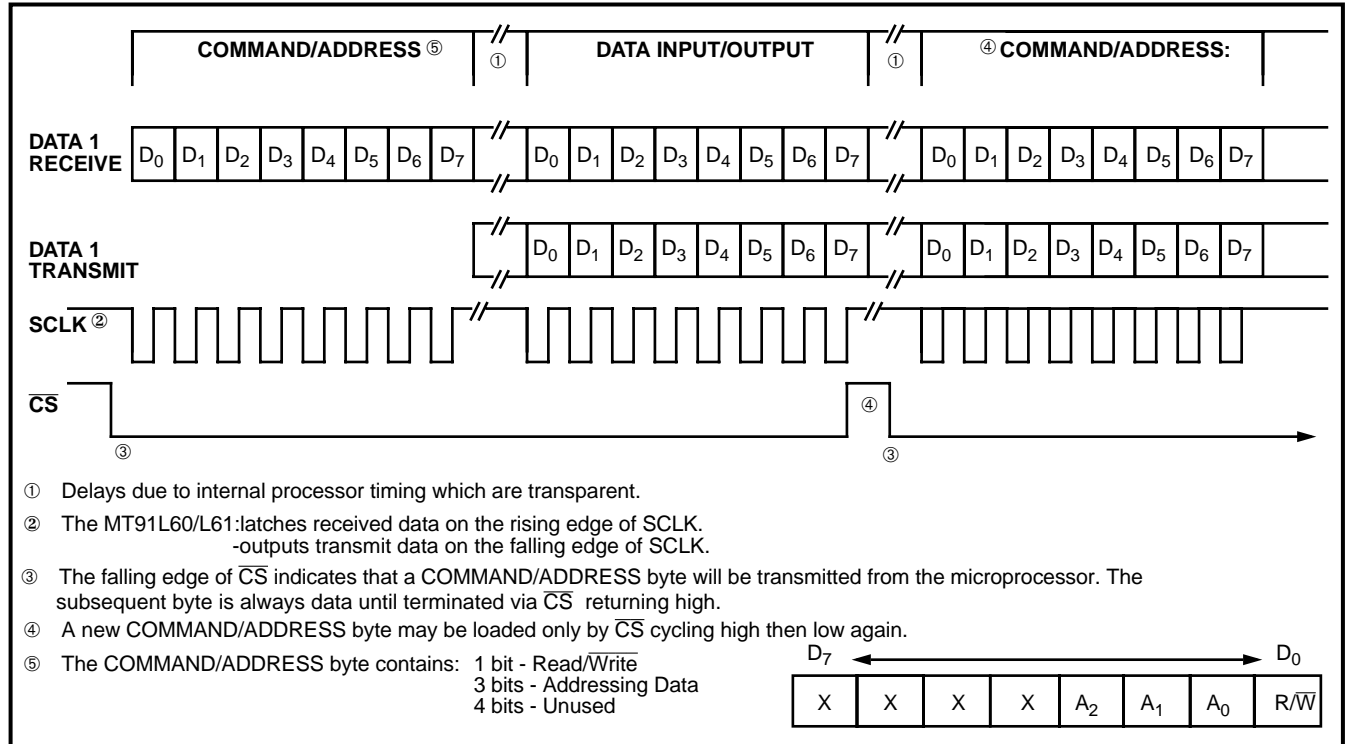 COMMAND/ADDRESS ⑤ ① DATA INPUT/OUTPUT ① ④ COMMAND/ADDRESS:
DATA 1
RECEIVE
D0 D1 D2 D3 D4 D5 D6 D7 D0 D1 D2 D3 D4 D5 D6 D7 D0 D1 D2 D3 D4 D5 D6 D7
DATA 1
TRANSMIT
D0 D1 D2 D3 D4 D5 D6 D7 D0 D1 D2 D3 D4 D5 D6 D7
SCLK ②
CS ④
③ ③
① Delays due to internal processor timing which are transparent.
② The MT91L60/L61:latches received data on the rising edge of SCLK.
-outputs transmit data on the falling edge of SCLK.
③ The falling edge of CS indicates that a COMMAND/ADDRESS byte will be transmitted from the microprocessor. The
subsequent byte is always data until terminated via CS returning high.
④ A new COMMAND/ADDRESS byte may be loaded only by CS cycling high then low again.
⑤ The COMMAND/ADDRESS byte contains: 1 bit - Read/Write
3 bits - Addressing Data
4 bits - Unused
D7 D0
X X X X A2 A1 A0 R/W